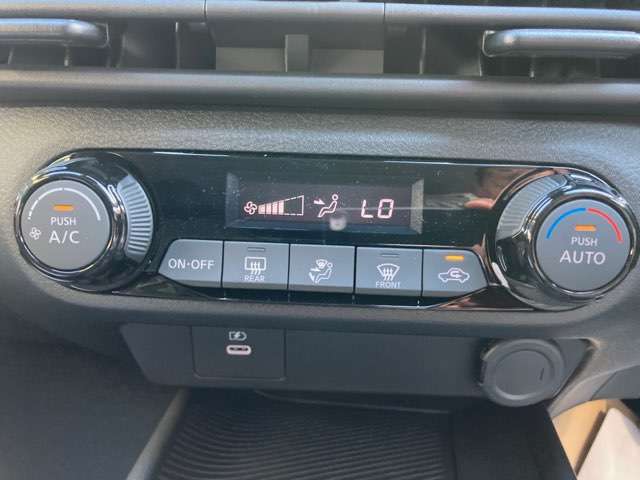 LO
PUSH
A/C
ON•OFF
REAR
FRONT
PUSH
AUTO